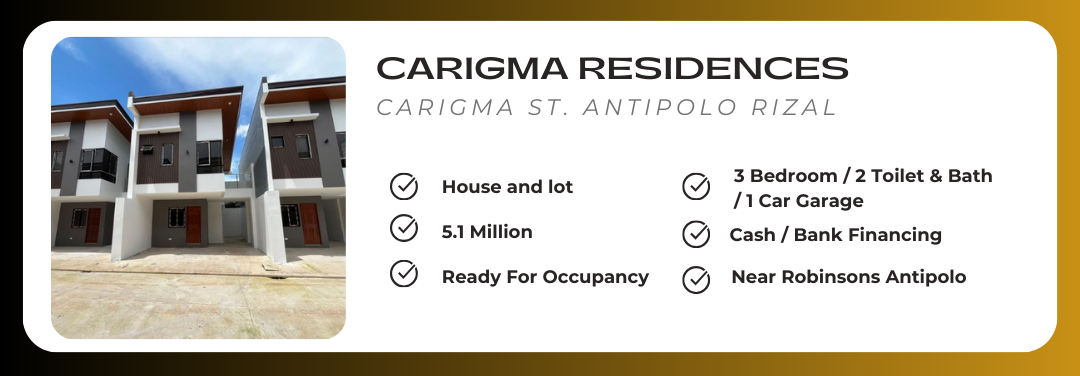 CARIGMA RESIDENCES
CARIGMA ST. ANTIPOLO RIZAL
House and lot
5.1 Million
Ready For Occupancy
3 Bedroom / 2 Toilet & Bath
/ 1 Car Garage
Cash / Bank Financing
Near Robinsons Antipolo